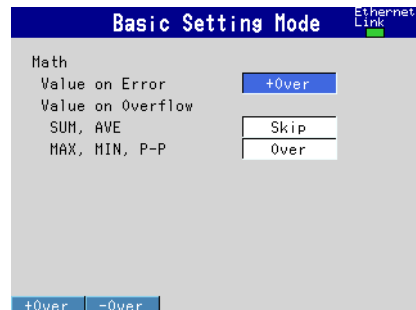 Basic Setting Mode
Ethernet
Link
Math
Value on Error +Over
Value on Overflow
SUM, AVE Skip
MAX, MIN, P-P Over
+Over -Over